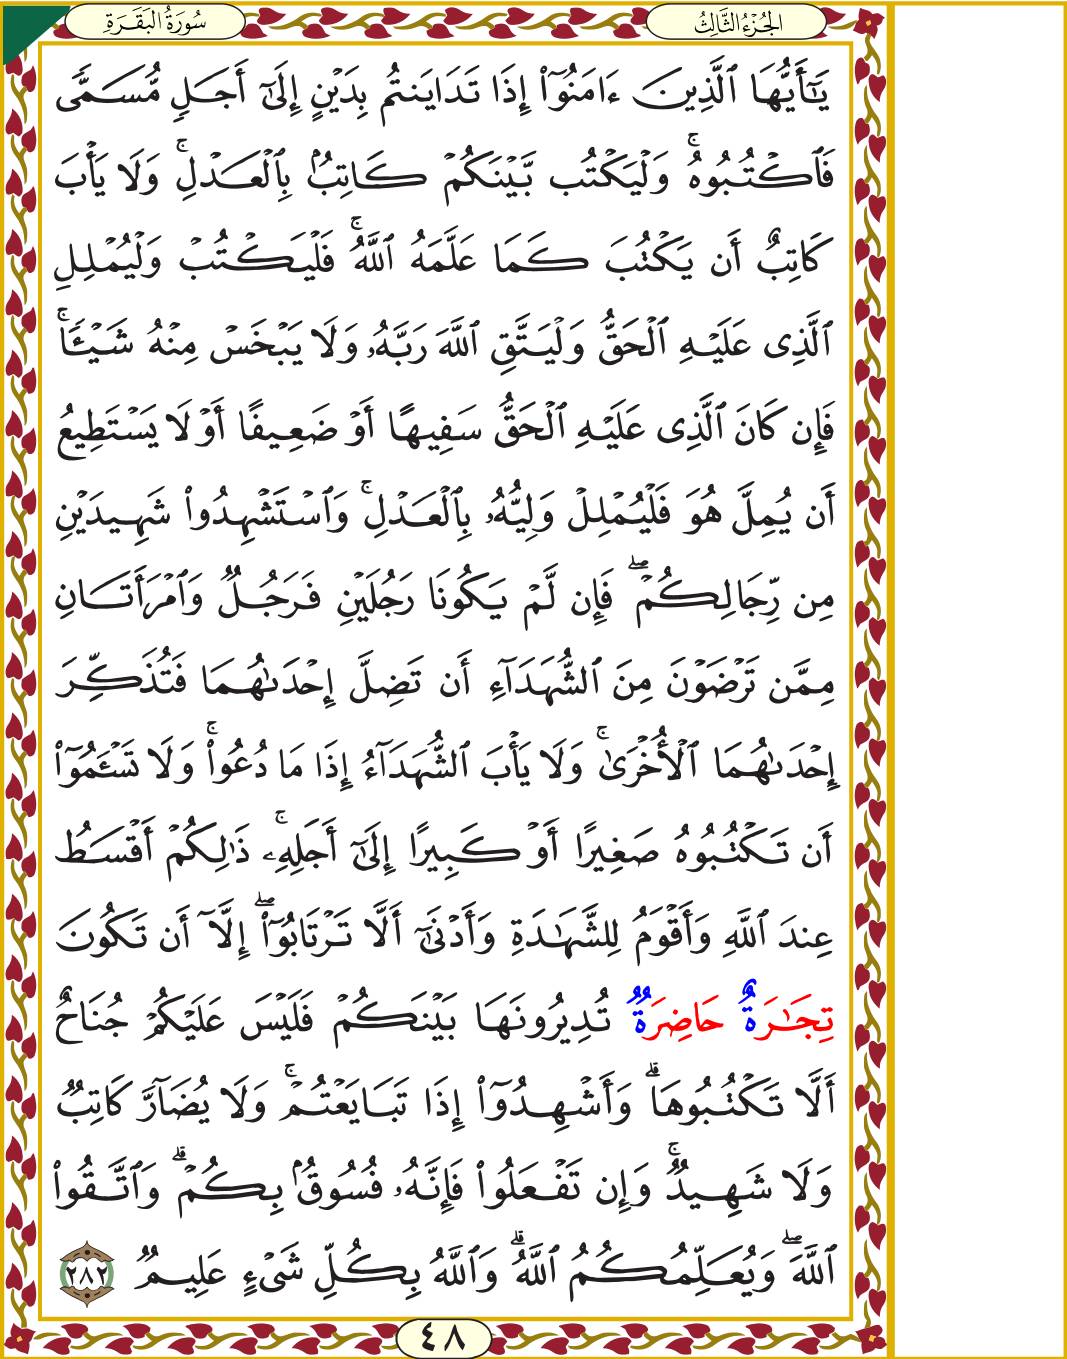 الجُزْءُ الثَّالِثُ
سُورَةُ البَقَرَةِ
يَٰٓأَيُّهَا ٱلَّذِينَ ءَامَنُوٓا۟ إِذَا تَدَايَنتُم بِدَيْنٍ إِلَىٰٓ أَجَلٍ مُّسَمًّى
فَٱكْتُبُوهُ ۚ وَلْيَكْتُب بَّيْنَكُمْ كَاتِبٌۢ بِٱلْعَدْلِ ۚ وَلَا يَأْبَ
كَاتِبٌ أَن يَكْتُبَ كَمَا عَلَّمَهُ ٱللَّهُ ۚ فَلْيَكْتُبْ وَلْيُمْلِلِ
ٱلَّذِى عَلَيْهِ ٱلْحَقُّ وَلْيَتَّقِ ٱللَّهَ رَبَّهُۥ وَلَا يَبْخَسْ مِنْهُ شَيْـًٔا ۚ
فَإِن كَانَ ٱلَّذِى عَلَيْهِ ٱلْحَقُّ سَفِيهًا أَوْ ضَعِيفًا أَوْ لَا يَسْتَطِيعُ
أَن يُمِلَّ هُوَ فَلْيُمْلِلْ وَلِيُّهُۥ بِٱلْعَدْلِ ۚ وَٱسْتَشْهِدُوا۟ شَهِيدَيْنِ
مِن رِّجَالِكُمْ ۖ فَإِن لَّمْ يَكُونَا رَجُلَيْنِ فَرَجُلٌ وَٱمْرَأَتَانِ
مِمَّن تَرْضَوْنَ مِنَ ٱلشُّهَدَآءِ أَن تَضِلَّ إِحْدَىٰهُمَا فَتُذَكِّرَ
إِحْدَىٰهُمَا ٱلْأُخْرَىٰ ۚ وَلَا يَأْبَ ٱلشُّهَدَآءُ إِذَا مَا دُعُوا۟ ۚ وَلَا تَسْـَٔمُوٓا۟
أَن تَكْتُبُوهُ صَغِيرًا أَوْ كَبِيرًا إِلَىٰٓ أَجَلِهِۦ ۚ ذَٰلِكُمْ أَقْسَطُ
عِندَ ٱللَّهِ وَأَقْوَمُ لِلشَّهَٰدَةِ وَأَدْنَىٰٓ أَلَّا تَرْتَابُوٓا۟ ۖ إِلَّآ أَن تَكُونَ
تِجَٰرَةٌ حَاضِرَةٌ تُدِيرُونَهَا بَيْنَكُمْ فَلَيْسَ عَلَيْكُمْ جُنَاحٌ
أَلَّا تَكْتُبُوهَا ۗ وَأَشْهِدُوٓا۟ إِذَا تَبَايَعْتُمْ ۚ وَلَا يُضَآرَّ كَاتِبٌ
وَلَا شَهِيدٌ ۚ وَإِن تَفْعَلُوا۟ فَإِنَّهُۥ فُسُوقٌۢ بِكُمْ ۗ وَٱتَّقُوا۟
ٱللَّهَ ۖ وَيُعَلِّمُكُمُ ٱللَّهُ ۗ وَٱللَّهُ بِكُلِّ شَىْءٍ عَلِيمٌ ٢٨٢
٤٨